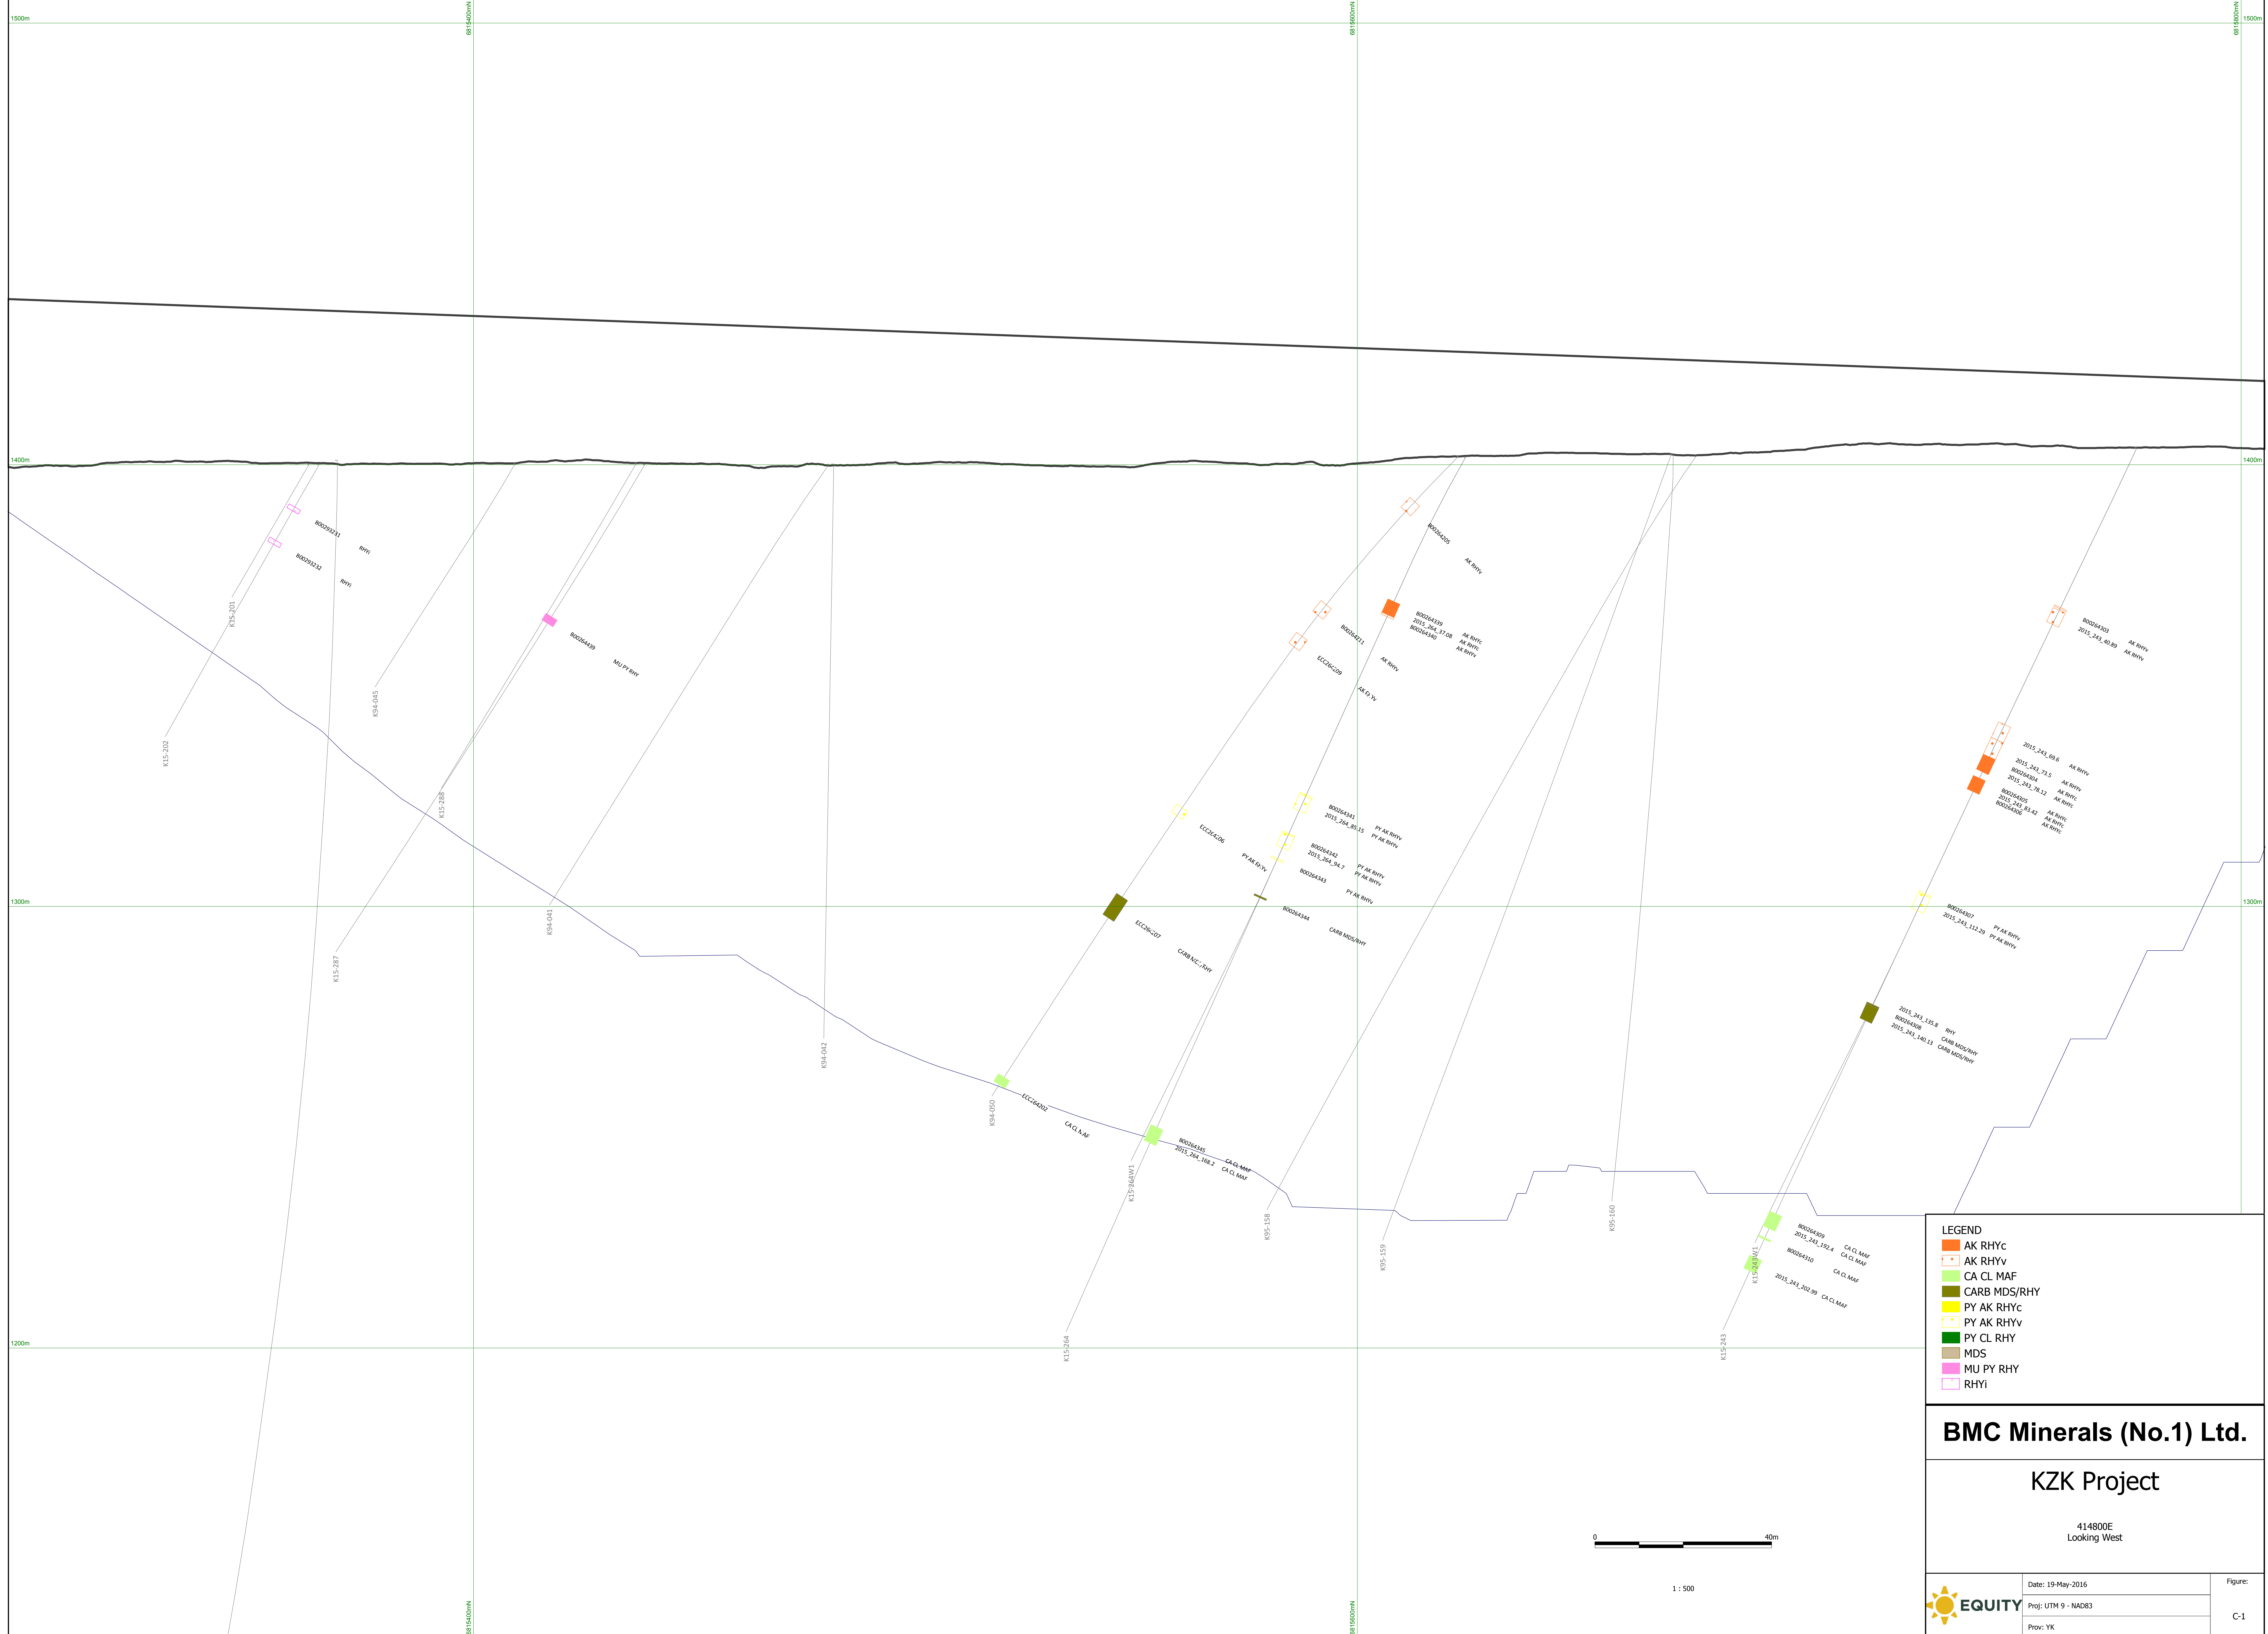 6815400mN
6815600mN
6815800mN
1500m
1500m
1400m
1400m
B00293231 RHYi
B00293232 RHYi
K15-201
K15-202
K94-045
B00264439 MU PY RHY
K15-288
K15-287
K94-041
K94-042
B00264205 AK RHYv
B00264211 AK RHYv
AK
B00264339 AK RHYc
2015_264_37.08 AK RHYc
B00264340 AK RHYv
B00264341 PY AK RHYv
2015_264_85.15 PY AK RHYv
B00264342 PY AK RHYv
2015_264_94.7 PY AK RHYv
B00264343 PY AK RHYv
B00264344 CARB MDS/RHY
PY AK
CARB
CA CL
K94-050
B00264345 CA CL MAF
2015_264_168.2 CA CL MAF
K15-264W1
K15-264
K95-158
K95-159
K95-160
B00264303 AK RHYv
2015_243_40.89 AK RHYv
2015_243_69.6 AK RHYv
2015_243_73.5 AK RHYv
B00264304 AK RHYc
2015_243_78.12 AK RHYc
B00264305 AK RHYc
2015_243_83.42 AK RHYc
B00264306 AK RHYc
B00264307 PY AK RHYv
2015_243_112.29 PY AK RHYv
2015_243_135.8 RHY
B00264308 CARB MDS/RHY
2015_243_140.13 CARB MDS/RHY
B00264309 CA CL MAF
2015_243_193.4 CA CL MAF
B00264310 CA CL MAF
2015_243_202.99 CA CL MAF
K15-243W1
K15-243
1300m
1300m
1200m
LEGEND
AK RHYc
AK RHYv
CA CL MAF
CARB MDS/RHY
PY AK RHYc
PY AK RHYv
PY CL RHY
MDS
MU PY RHY
RHYi
BMC Minerals (No.1) Ltd.
KZK Project
414800E
Looking West
0 40m
1 : 500
EQUITY
Date: 19-May-2016
Proj: UTM 9 - NAD83
Prov: YK
Figure:
C-1
6815400mN
6815600mN